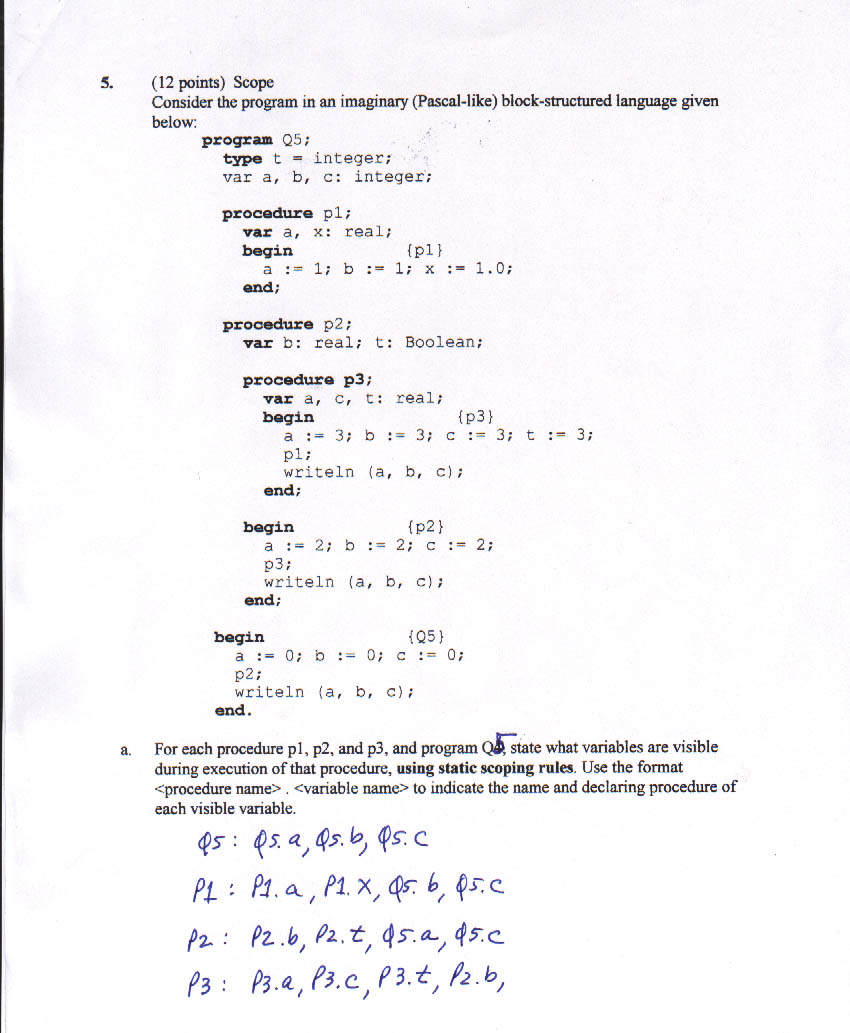 5. (12 points) Scope
Consider the program in an imaginary (Pascal-like) block-structured language given
below:
program Q5;
type t = integer;
var a, b, c: integer;
procedure p1;
var a, x: real;
begin {p1}
a := 1; b := 1; x := 1.0;
end;
procedure p2;
var b: real; t: Boolean;
procedure p3;
var a, c, t: real;
begin {p3}
a := 3; b := 3; c := 3; t := 3;
p1;
writeln (a, b, c);
end;
begin {p2}
a := 2; b := 2; c := 2;
p3;
writeln (a, b, c);
end;
begin {Q5}
a := 0; b := 0; c := 0;
p2;
writeln (a, b, c);
end.
a. For each procedure p1, p2, and p3, and program Q5, state what variables are visible
during execution of that procedure, using static scoping rules. Use the format
<procedure name> . <variable name> to indicate the name and declaring procedure of
each visible variable.
Q5 : Q5.a, Q5.b, Q5.c
P1 : P1.a, P1.x, Q5.b, Q5.c
P2 : P2.b, P2.t, Q5.a, Q5.c
P3 : P3.a, P3.c, P3.t, P2.b,